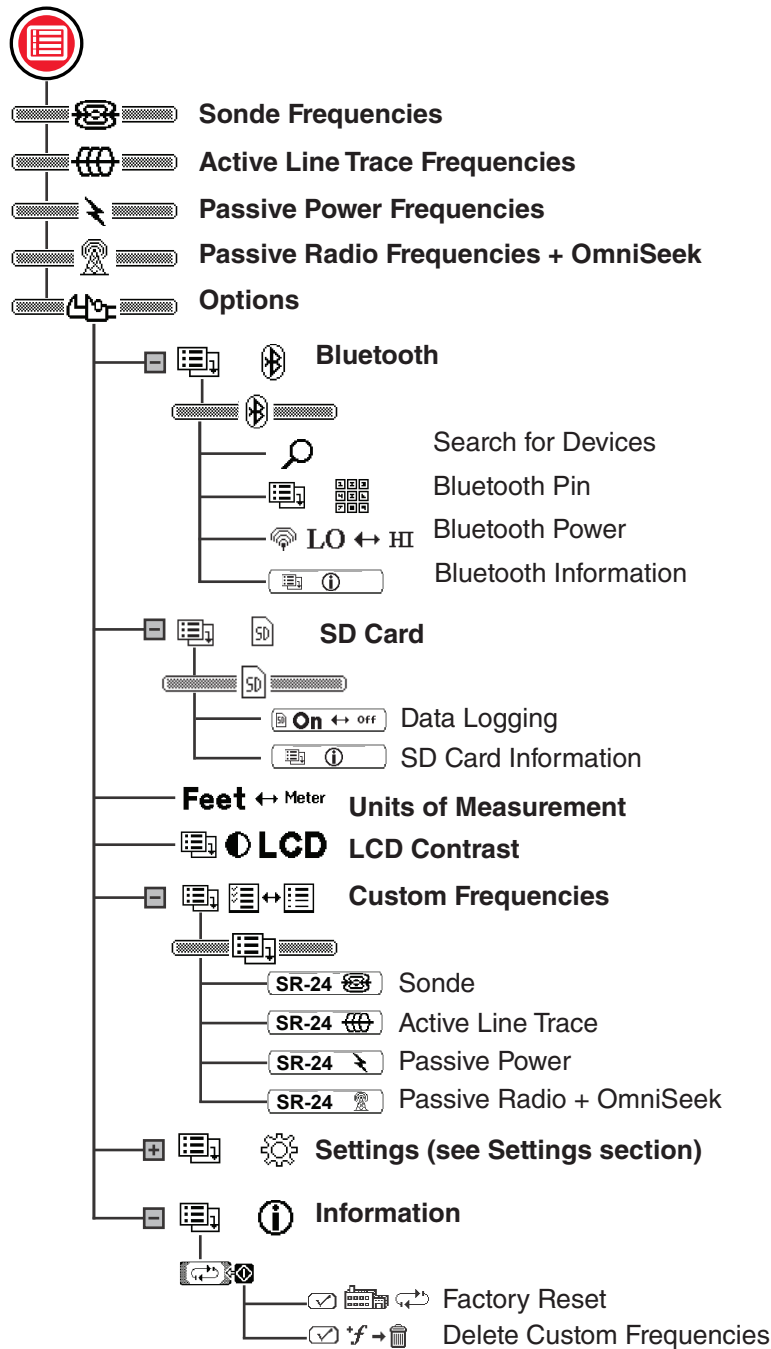 Sonde Frequencies
Active Line Trace Frequencies
Passive Power Frequencies
Passive Radio Frequencies + OmniSeek
Options
Bluetooth
Search for Devices
Bluetooth Pin
LO ↔ HI Bluetooth Power
Bluetooth Information
SD SD Card
SD
SD On ↔ Off Data Logging
SD Card Information
Feet ↔ Meter Units of Measurement
LCD LCD Contrast
Custom Frequencies
SR-24 Sonde
SR-24 Active Line Trace
SR-24 Passive Power
SR-24 Passive Radio + OmniSeek
Settings (see Settings section)
Information
Factory Reset
+f → Delete Custom Frequencies